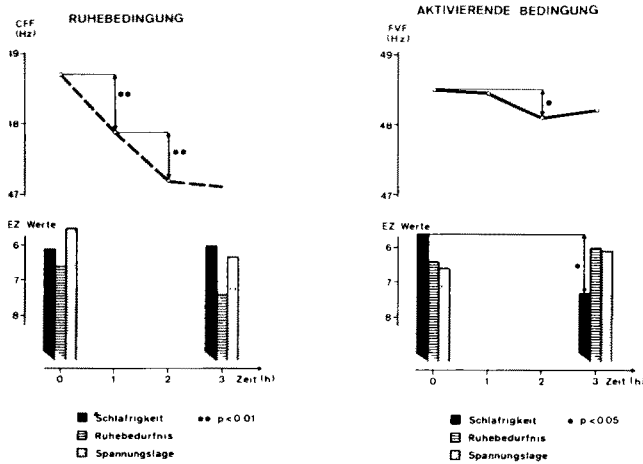 CFF
(Hz)
RUHEBEDINGUNG
49
48
47
●●
●●
EZ Werte
6
7
8
0
1
2
3
Zeit (h)
Schlafrigkeit
Ruhebedurfnis
Spannungslage
●● p<0.01
AKTIVIERENDE BEDINGUNG
FVF
(Hz)
49
48
47
●
EZ Werte
6
7
8
●
0
1
2
3
Zeit (h)
Schlafrigkeit
Ruhebedurfnis
Spannungslage
● p<005